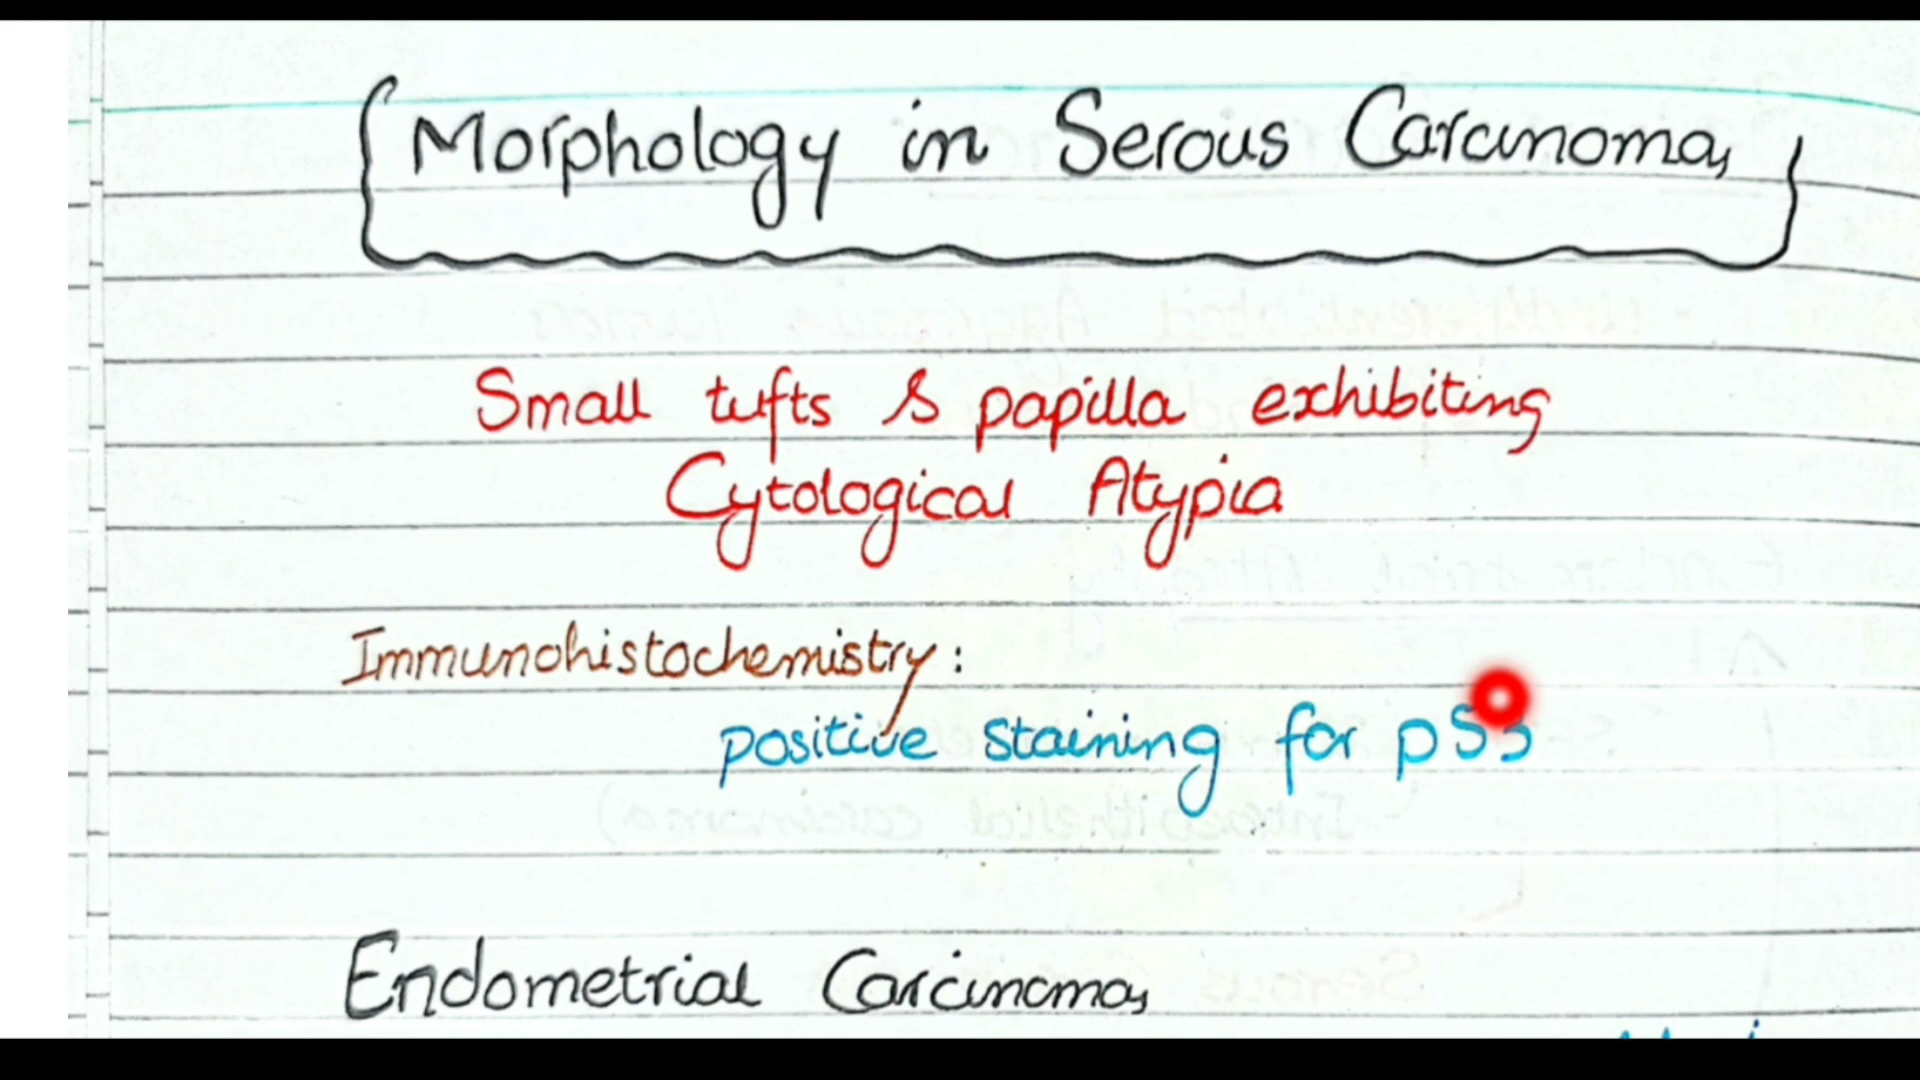 Morphology in Serous Carcinoma
Small tufts & papilla exhibiting
Cytological Atypia
Immunohistochemistry:
positive staining for p53
Endometrial Carcinoma